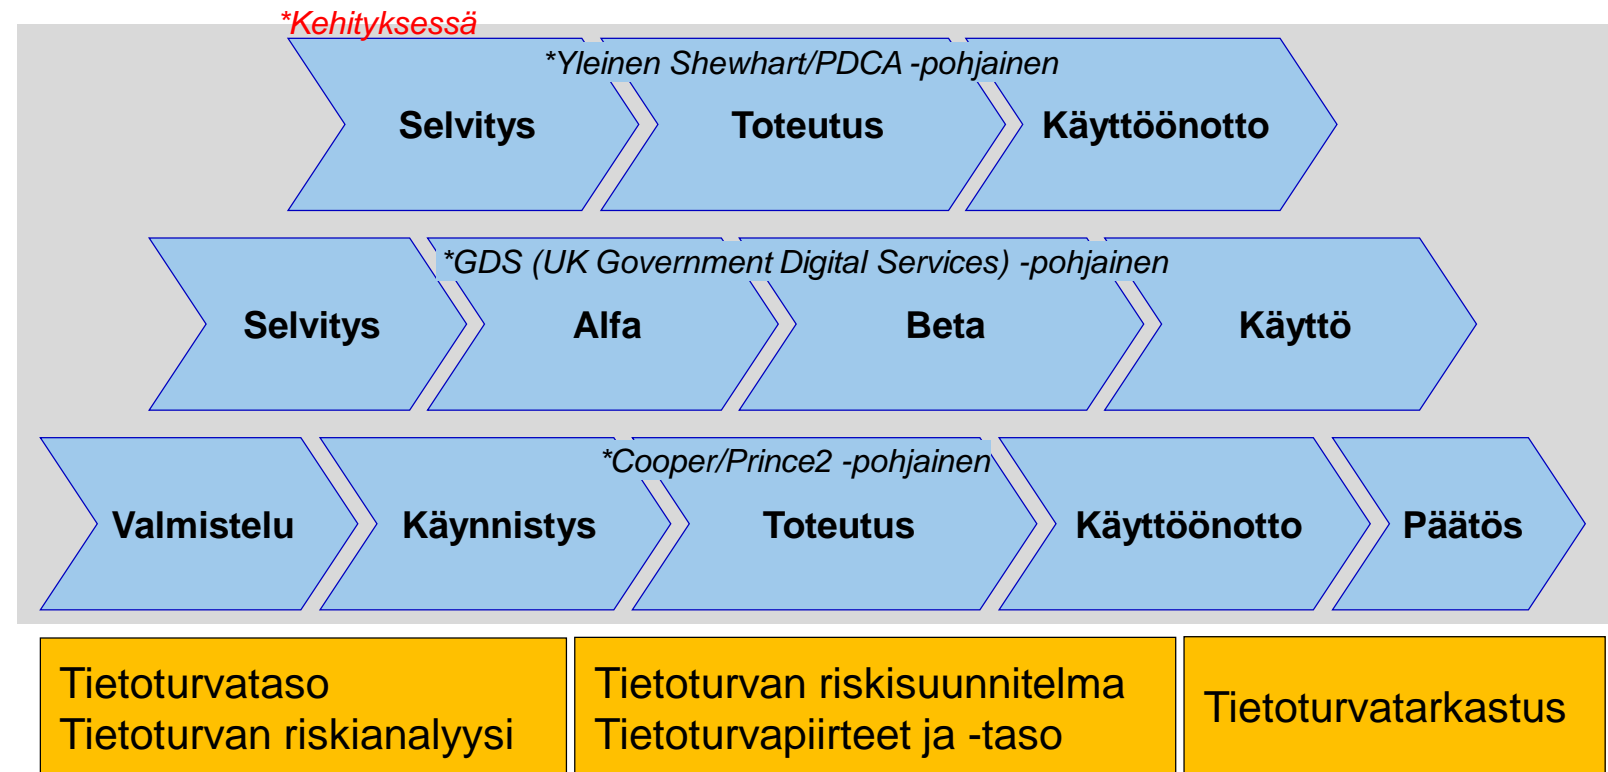 *Kehityksessä
*Yleinen Shewhart/PDCA -pohjainen
Selvitys
Toteutus
Käyttöönotto
*GDS (UK Government Digital Services) -pohjainen
Selvitys
Alfa
Beta
Käyttö
*Cooper/Prince2 -pohjainen
Valmistelu
Käynnistys
Toteutus
Käyttöönotto
Päätös
Tietoturvataso
Tietoturvan riskianalyysi
Tietoturvan riskisuunnitelma
Tietoturvapiirteet ja -taso
Tietoturvatarkastus